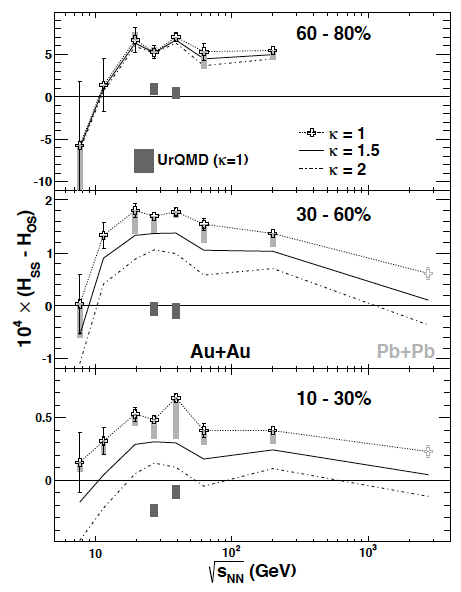 60 - 80%
5
0
-5
-10
κ = 1
κ = 1.5
κ = 2
UrQMD (κ=1)
2
1
0
-1
30 - 60%
Au+Au
Pb+Pb
10⁴ × (H_SS - H_OS)
10 - 30%
0.5
0
10
10²
10³
√s_NN (GeV)